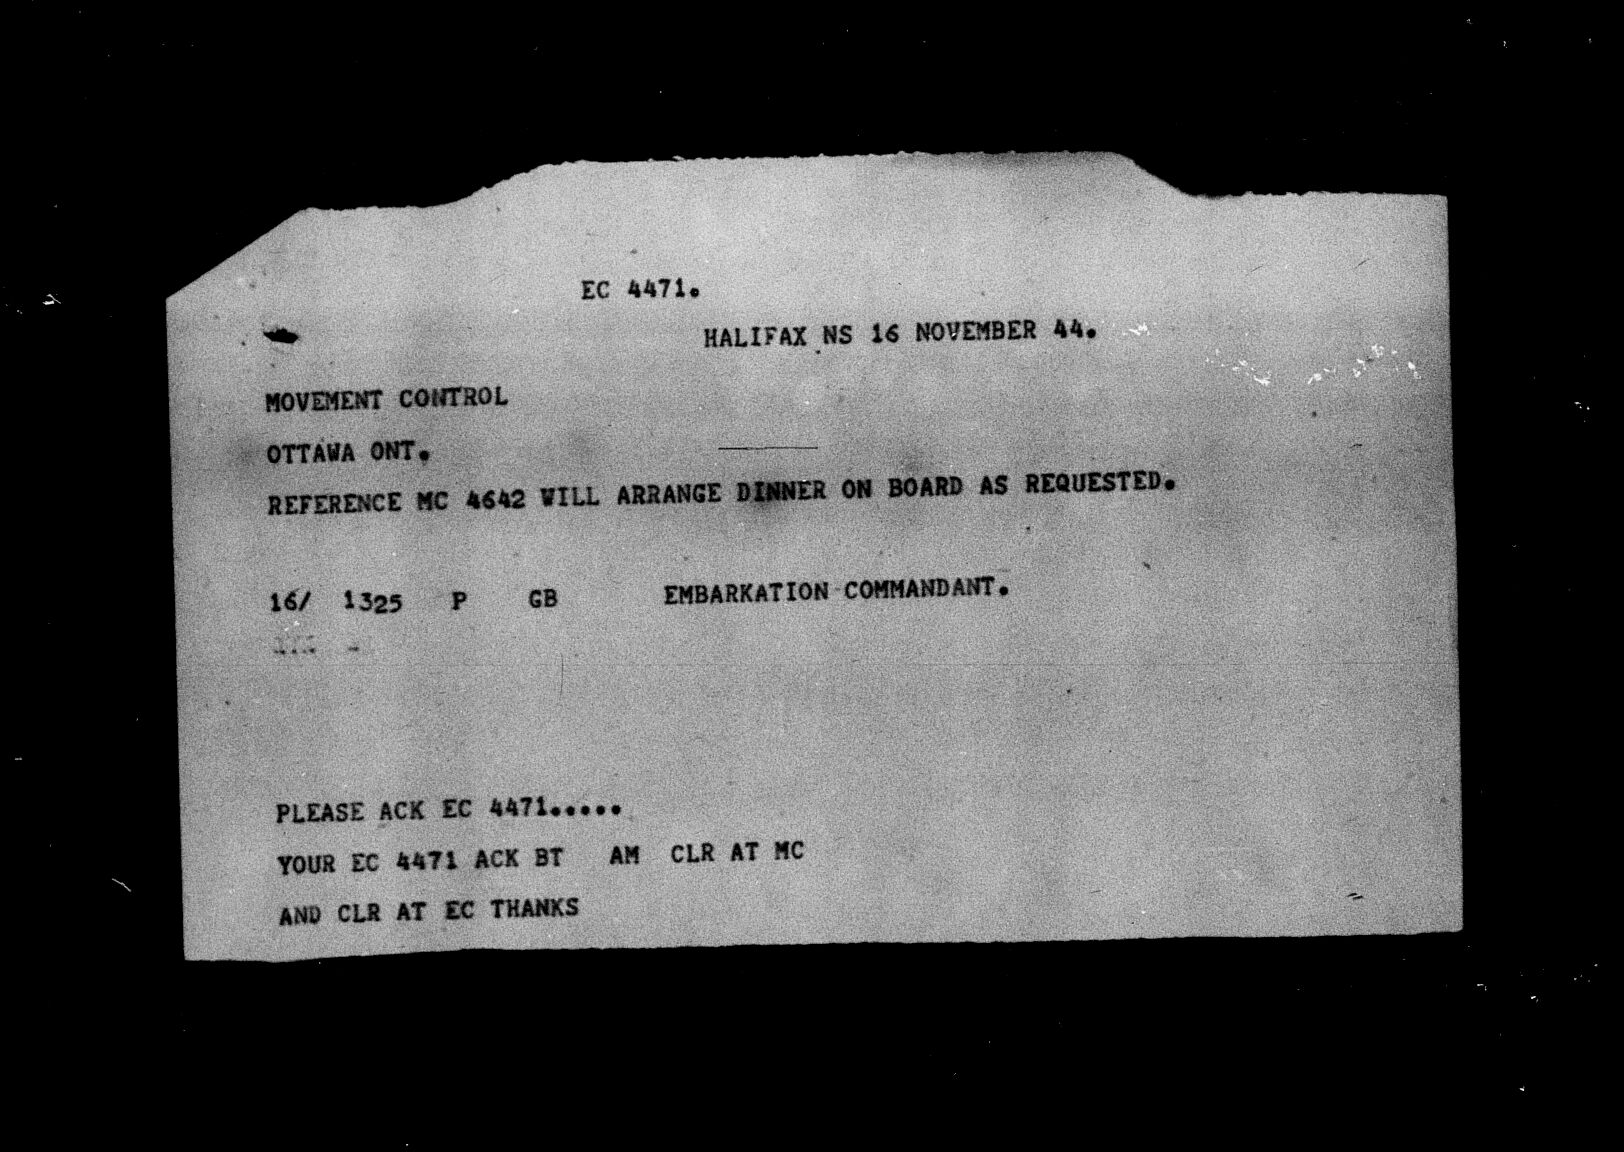 EC 4471.
HALIFAX NS 16 NOVEMBER 44.
MOVEMENT CONTROL
OTTAWA ONT.
REFERENCE MC 4642 WILL ARRANGE DINNER ON BOARD AS REQUESTED.
16/ 1325 P GB EMBARKATION COMMANDANT.
PLEASE ACK EC 4471.....
YOUR EC 4471 ACK BT AM CLR AT MC
AND CLR AT EC THANKS